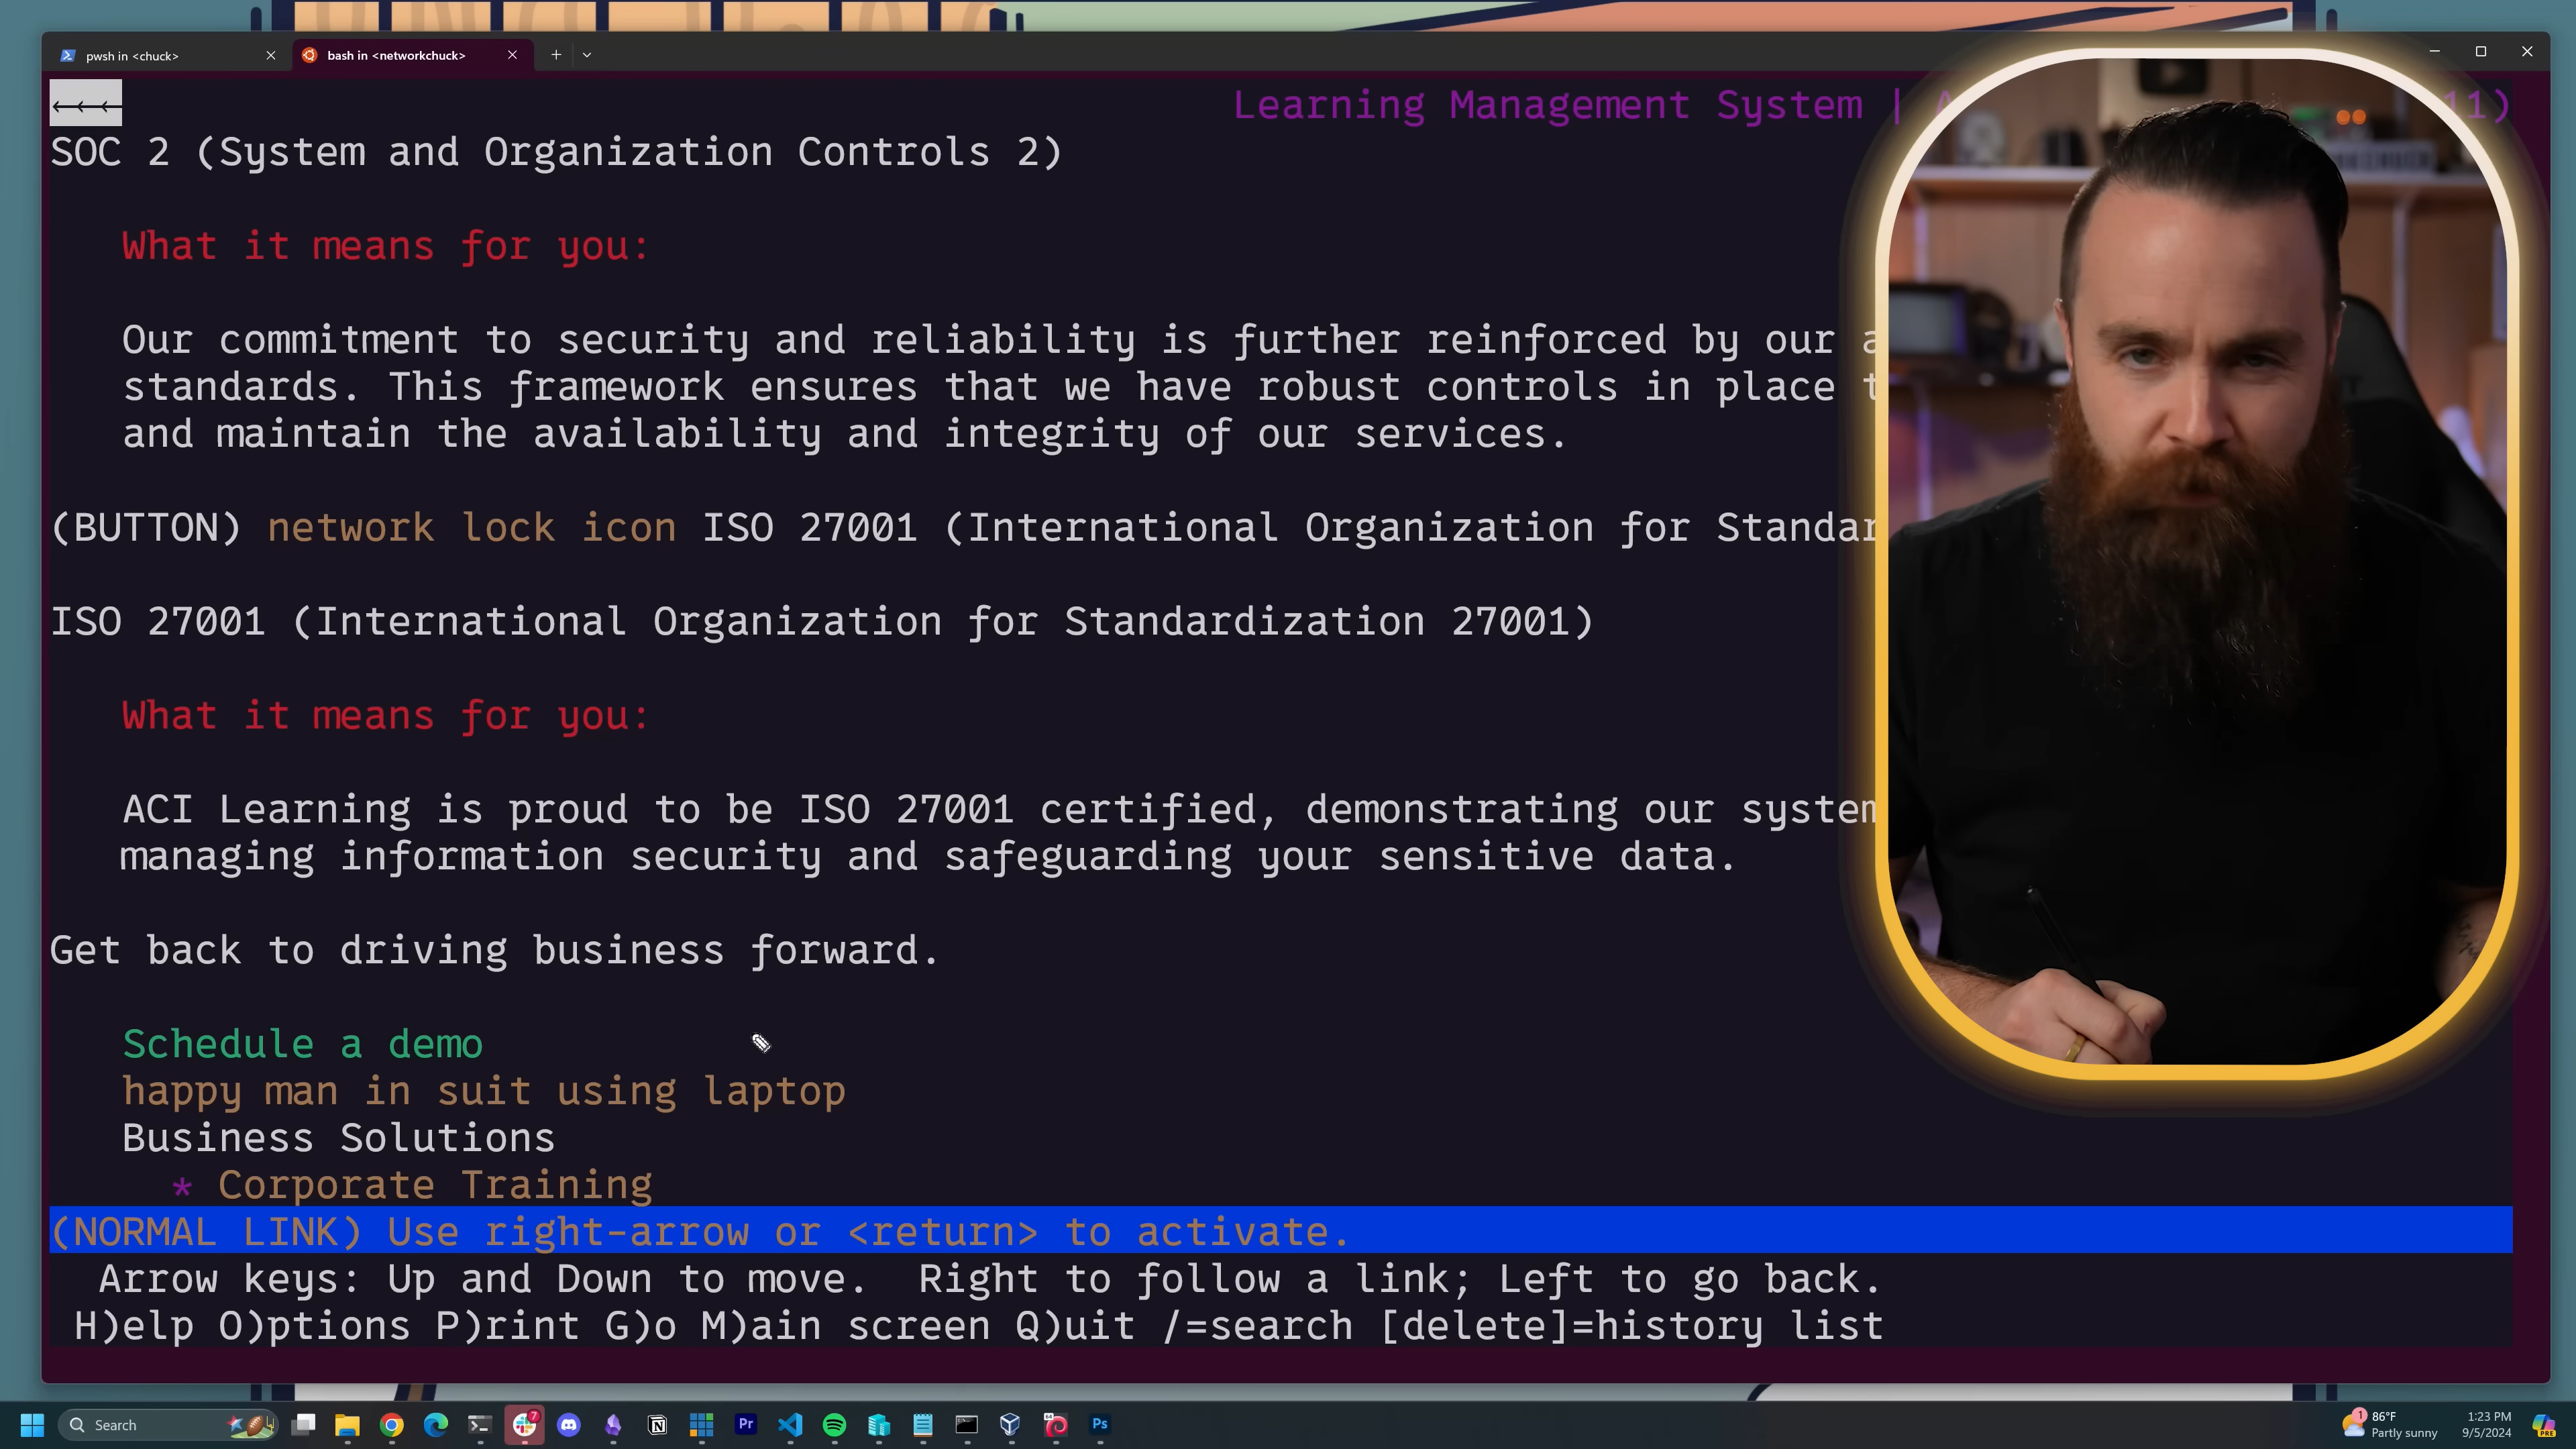 pwsh in <chuck>
bash in <networkchuck>
Learning Management System |
11)
SOC 2 (System and Organization Controls 2)
What it means for you:
Our commitment to security and reliability is further reinforced by our
standards. This framework ensures that we have robust controls in place
and maintain the availability and integrity of our services.
(BUTTON) network lock icon ISO 27001 (International Organization for Standar
ISO 27001 (International Organization for Standardization 27001)
What it means for you:
ACI Learning is proud to be ISO 27001 certified, demonstrating our system
managing information security and safeguarding your sensitive data.
Get back to driving business forward.
Schedule a demo
happy man in suit using laptop
Business Solutions
* Corporate Training
(NORMAL LINK) Use right-arrow or <return> to activate.
Arrow keys: Up and Down to move. Right to follow a link; Left to go back.
H)elp O)ptions P)rint G)o M)ain screen Q)uit /=search [delete]=history list
Search
7
Pr
Ps
1
86°F
Partly sunny
1:23 PM
9/5/2024
PRE